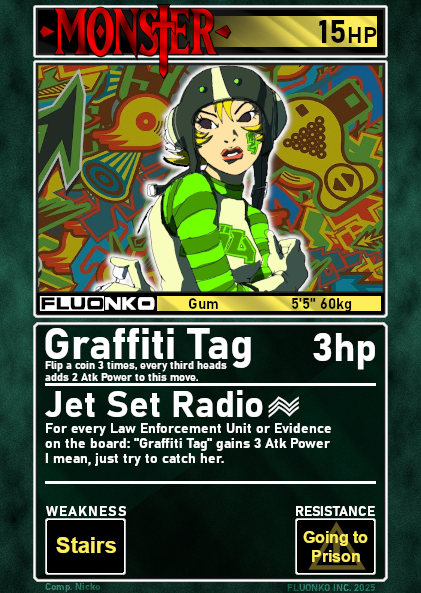 MONSTER
15HP
FLUONKO
Gum
5'5" 60kg
Graffiti Tag
3hp
Flip a coin 3 times, every third heads
adds 2 Atk Power to this move.
Jet Set Radio
For every Law Enforcement Unit or Evidence
on the board: "Graffiti Tag" gains 3 Atk Power
I mean, just try to catch her.
WEAKNESS
RESISTANCE
Stairs
Going to
Prison
Comp. Nicko
FLUONKO INC. 2025